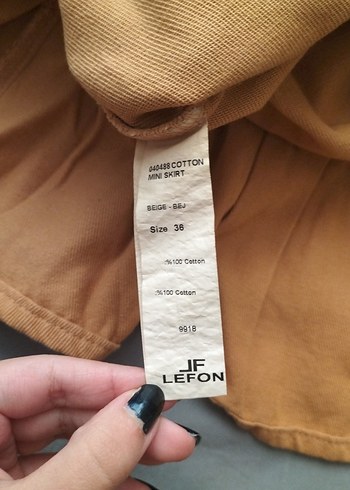 040488 COTTON
MINI SKIRT
BEIGE - BEJ
Size 36
:%100 Cotton
:%100 Cotton
9918
LF
LEFON